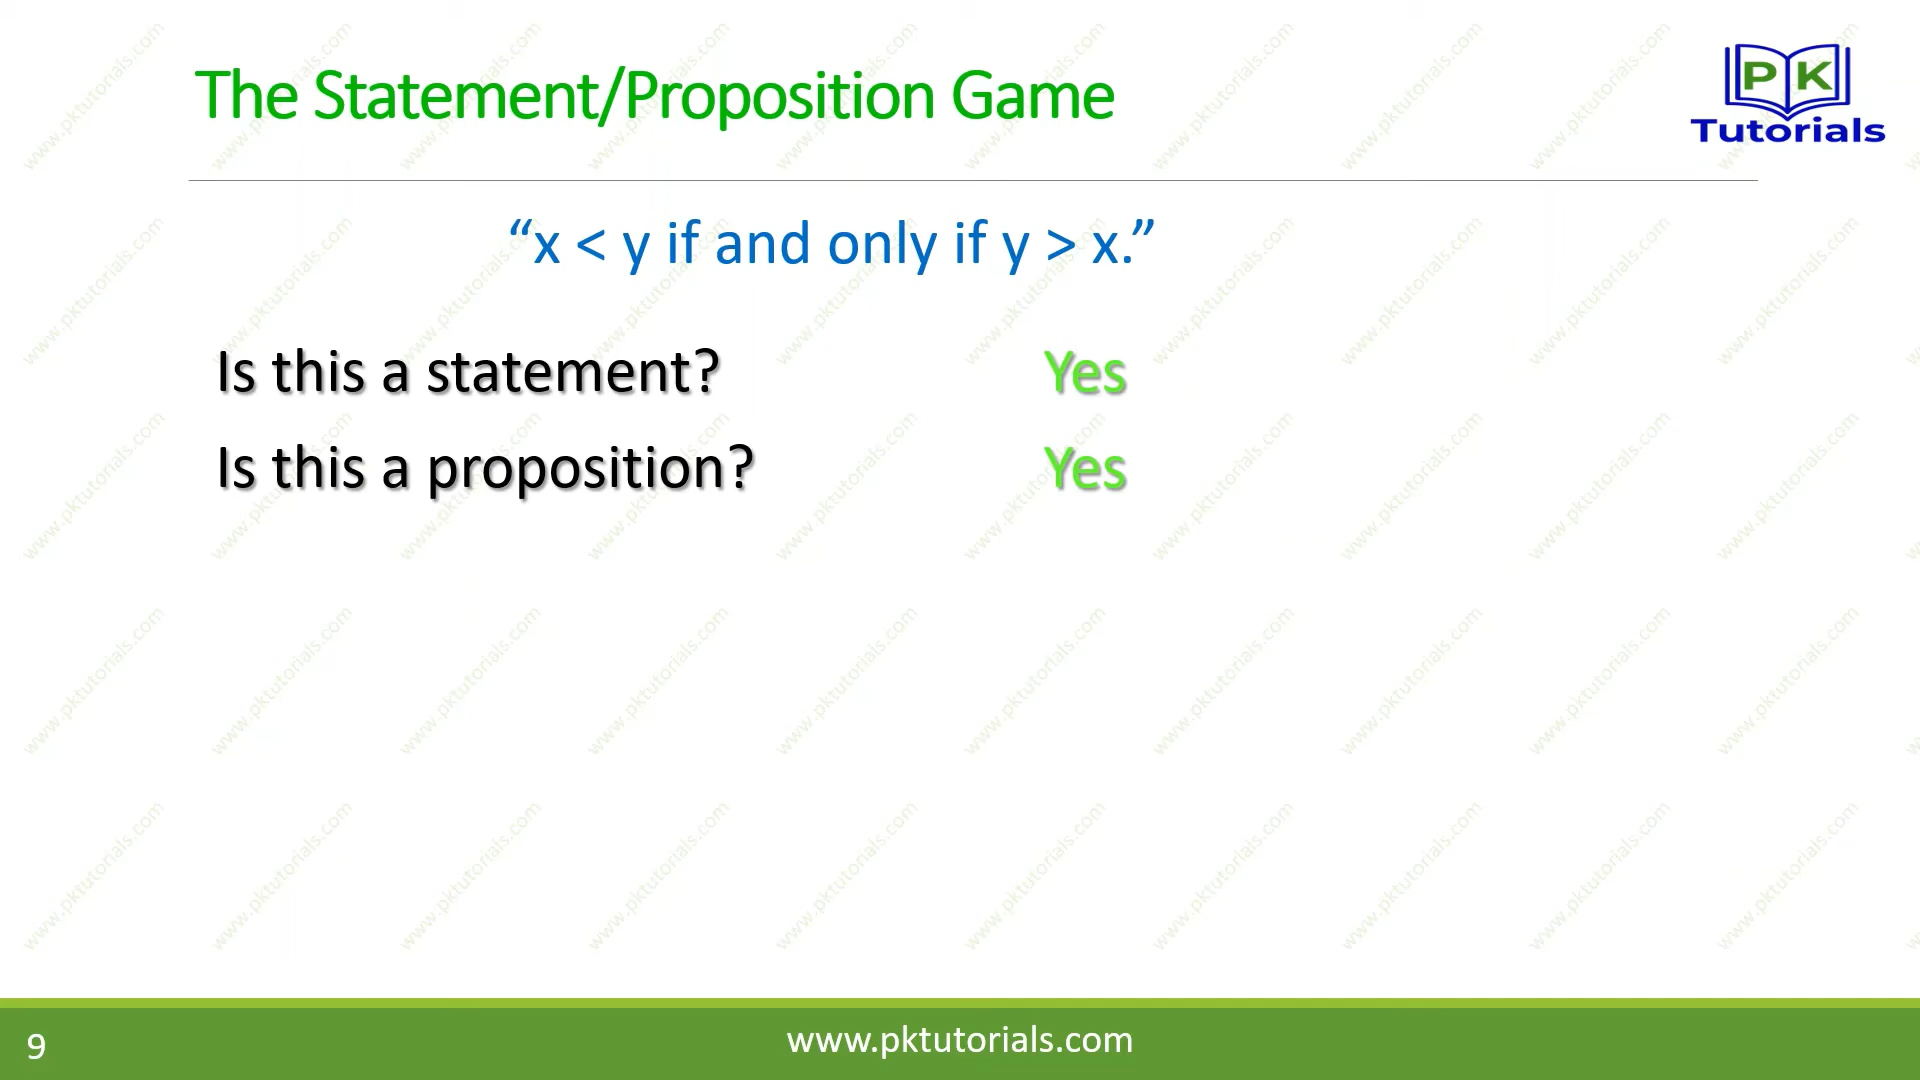 The Statement/Proposition Game
PK
Tutorials
“x < y if and only if y > x.”
Is this a statement? Yes
Is this a proposition? Yes
9
www.pktutorials.com